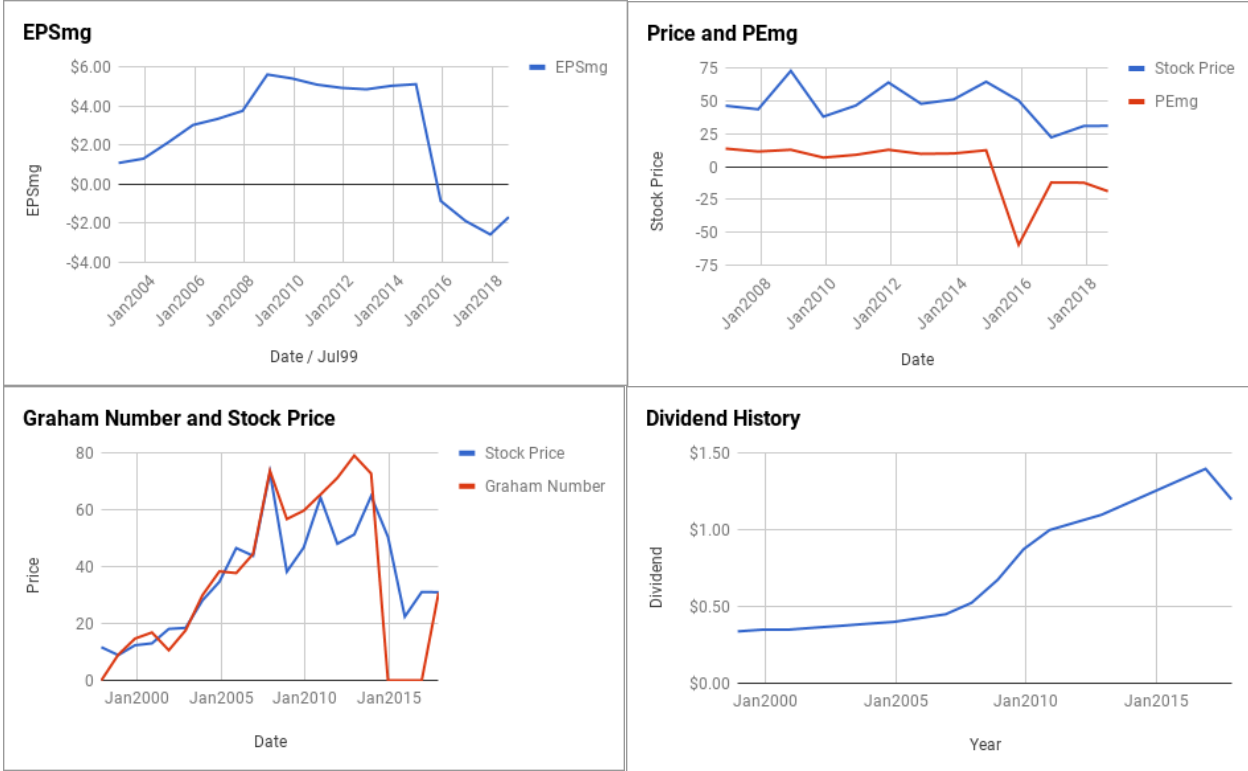 EPSmg
EPSmg
$6.00
$4.00
$2.00
$0.00
-$2.00
-$4.00
EPSmg
Jan2004
Jan2006
Jan2008
Jan2010
Jan2012
Jan2014
Jan2016
Jan2018
Date / Jul99
Price and PEmg
Stock Price
PEmg
75
50
25
0
-25
-50
-75
Stock Price
Jan2008
Jan2010
Jan2012
Jan2014
Jan2016
Jan2018
Date
Graham Number and Stock Price
Stock Price
Graham Number
80
60
40
20
0
Price
Jan2000
Jan2005
Jan2010
Jan2015
Date
Dividend History
$1.50
$1.00
$0.50
$0.00
Dividend
Jan2000
Jan2005
Jan2010
Jan2015
Year